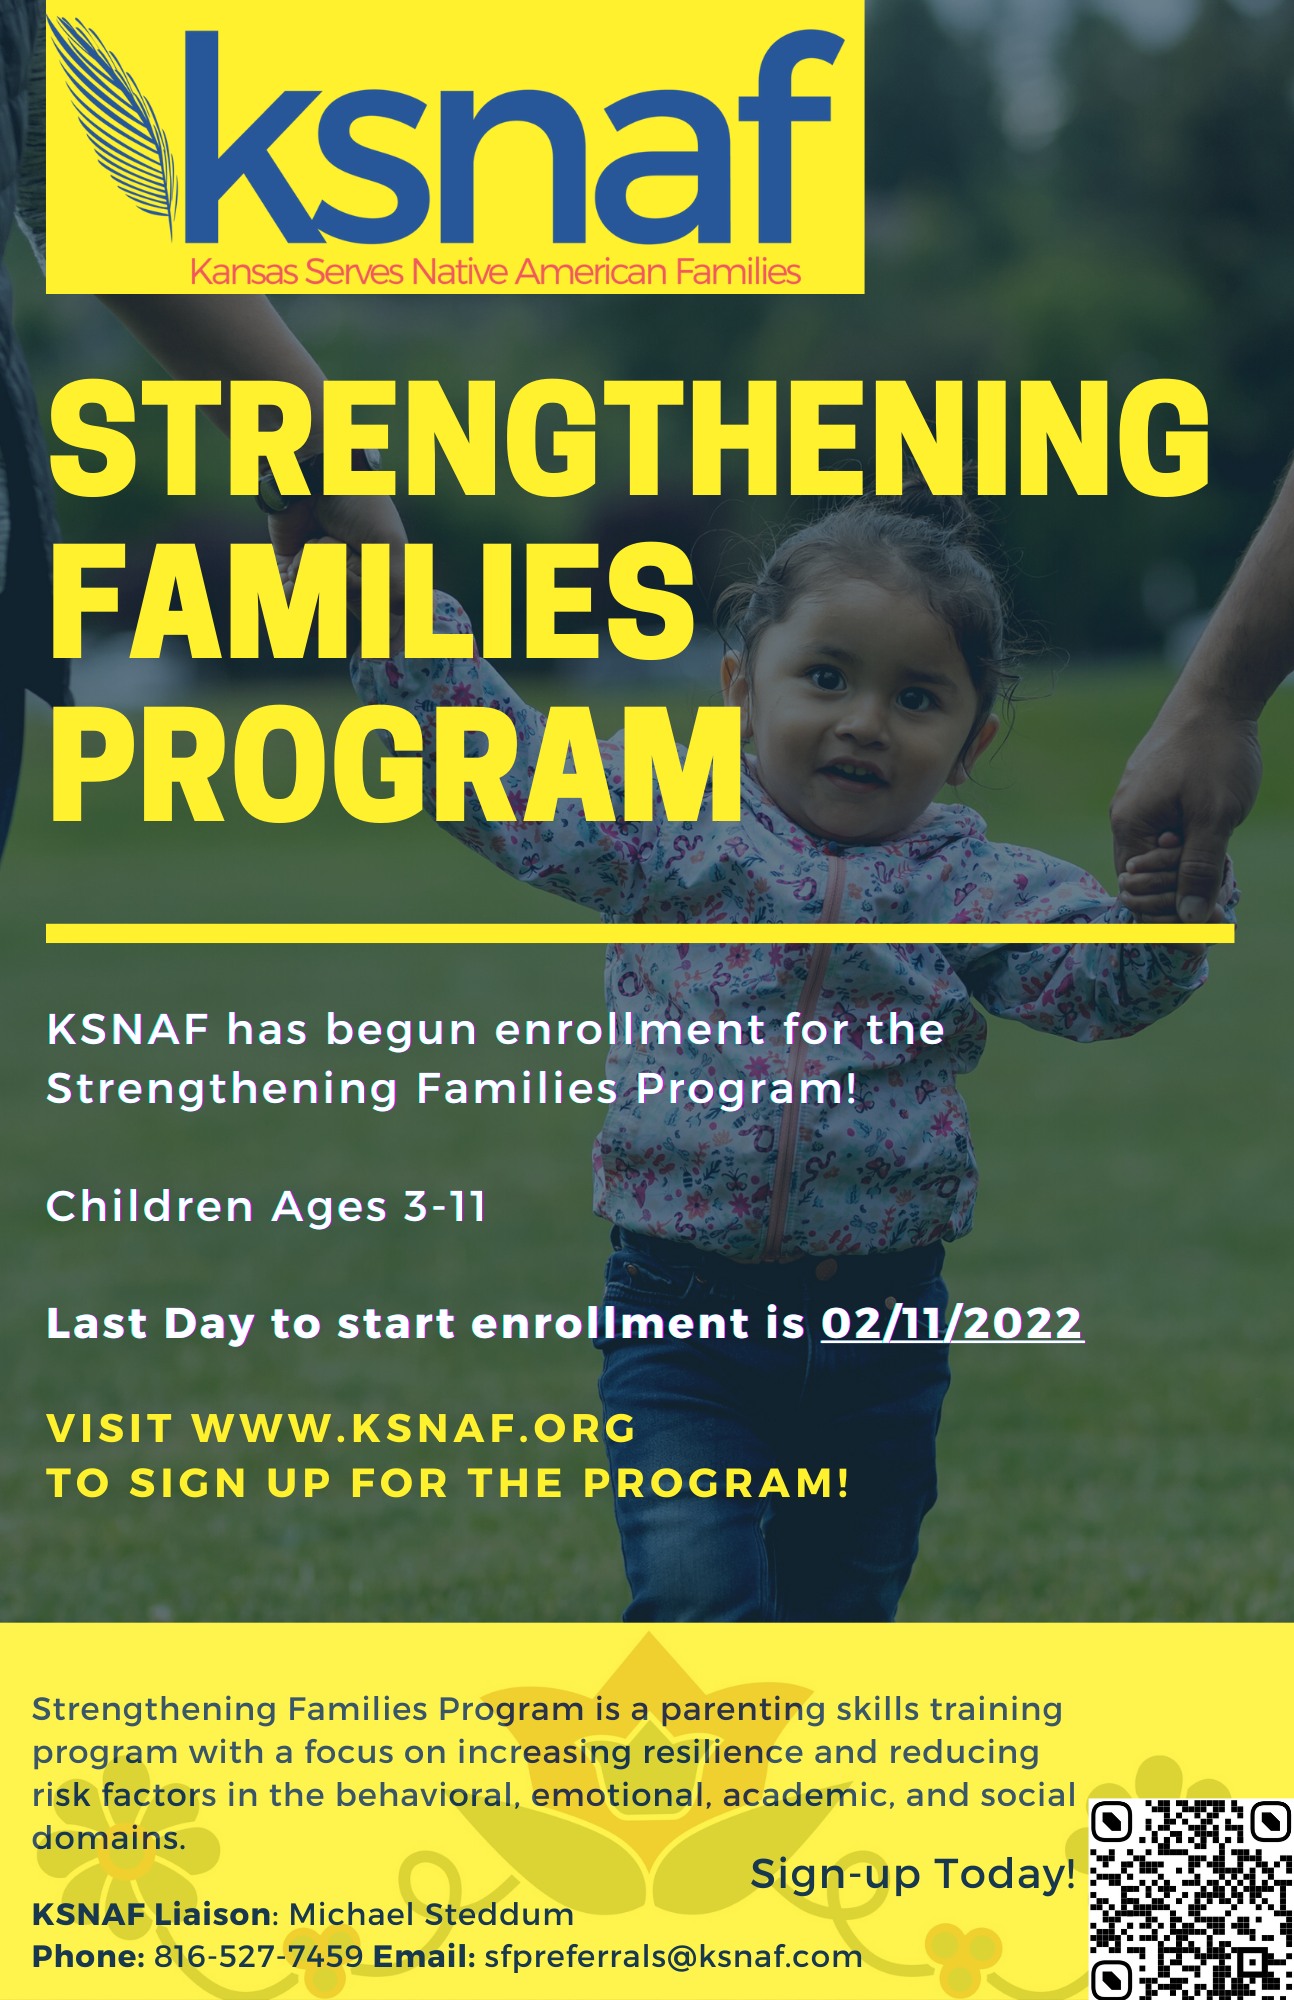 ksnaf
Kansas Serves Native American Families
STRENGTHENING
FAMILIES
PROGRAM
KSNAF has begun enrollment for the
Strengthening Families Program!
Children Ages 3-11
Last Day to start enrollment is 02/11/2022
VISIT WWW.KSNAF.ORG
TO SIGN UP FOR THE PROGRAM!
Strengthening Families Program is a parenting skills training
program with a focus on increasing resilience and reducing
risk factors in the behavioral, emotional, academic, and social
domains.
Sign-up Today!
KSNAF Liaison: Michael Steddum
Phone: 816-527-7459 Email: sfpreferrals@ksnaf.com